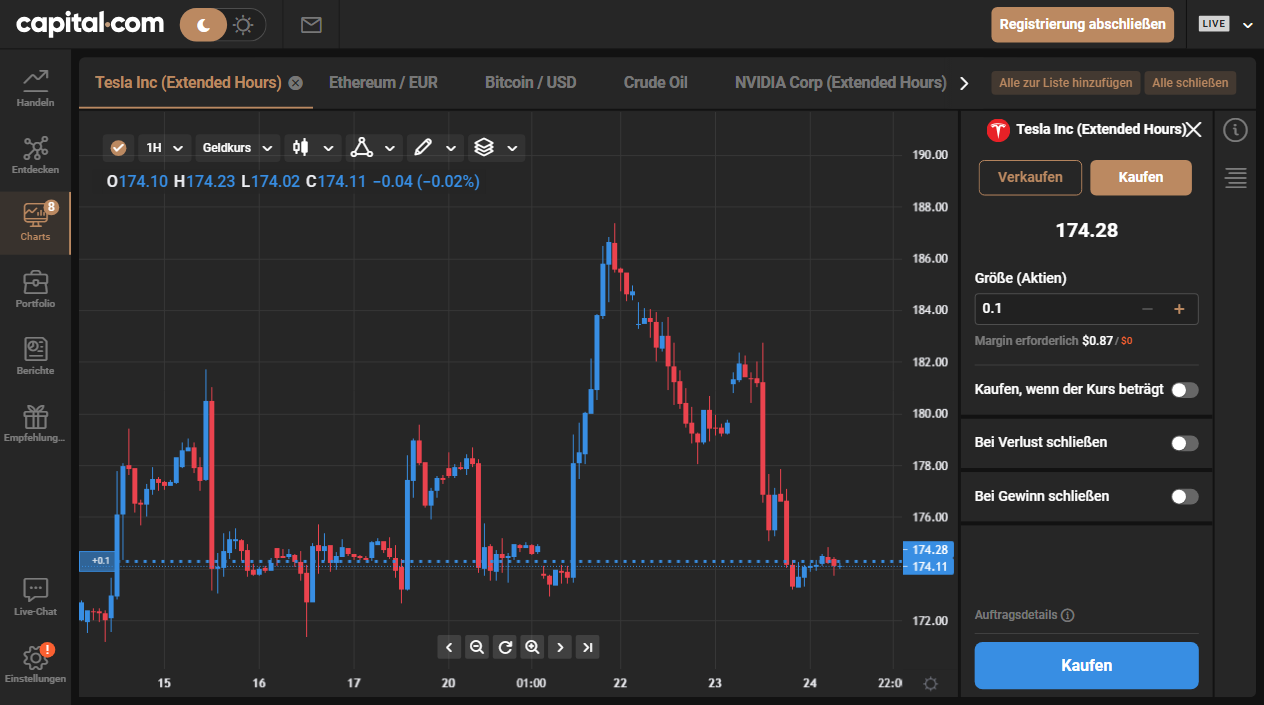 capital.com
Registrierung abschließen
LIVE
Handeln
Entdecken
8
Charts
Portfolio
Berichte
Empfehlung...
Live-Chat
!
Einstellungen
Tesla Inc (Extended Hours)
Ethereum / EUR
Bitcoin / USD
Crude Oil
NVIDIA Corp (Extended Hours)
Alle zur Liste hinzufügen
Alle schließen
1H
Geldkurs
O174.10 H174.23 L174.02 C174.11 −0.04 (−0.02%)
190.00
188.00
186.00
184.00
182.00
180.00
178.00
176.00
174.28
174.11
172.00
+0.1
15
16
17
20
01:00
22
23
24
22:0
Tesla Inc (Extended Hours)
Verkaufen
Kaufen
174.28
Größe (Aktien)
0.1
Margin erforderlich $0.87 / $0
Kaufen, wenn der Kurs beträgt
Bei Verlust schließen
Bei Gewinn schließen
Auftragsdetails
Kaufen